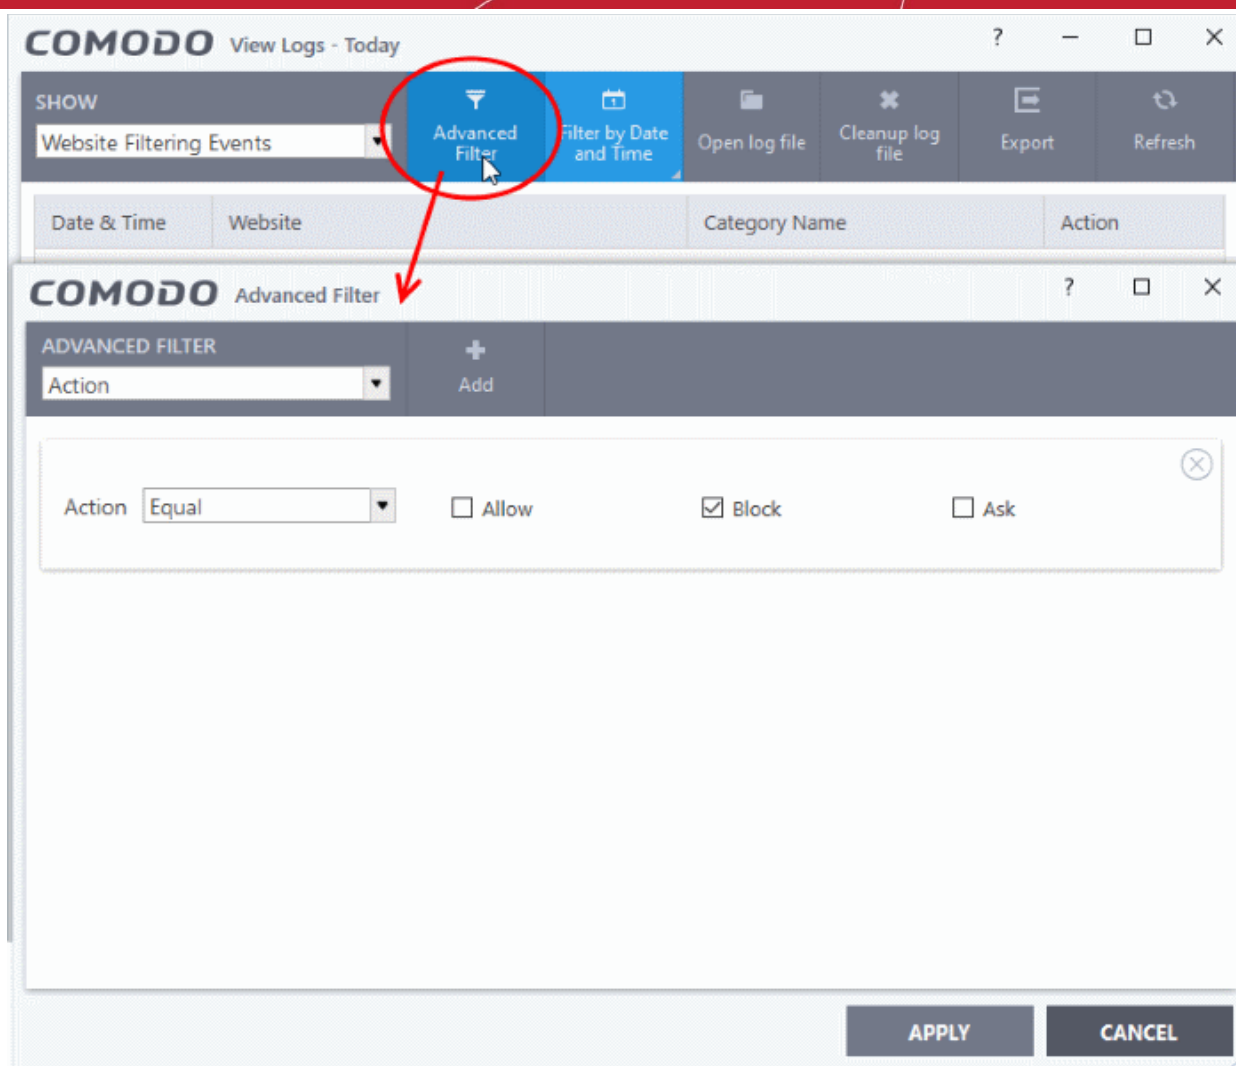 COMODO View Logs - Today ?
SHOW
Website Filtering Events
Advanced
Filter
Filter by Date
and Time
Open log file
Cleanup log
file
Export
Refresh
Date & Time Website Category Name Action
COMODO Advanced Filter ?
ADVANCED FILTER
Action
Add
Action Equal Allow Block Ask
APPLY CANCEL